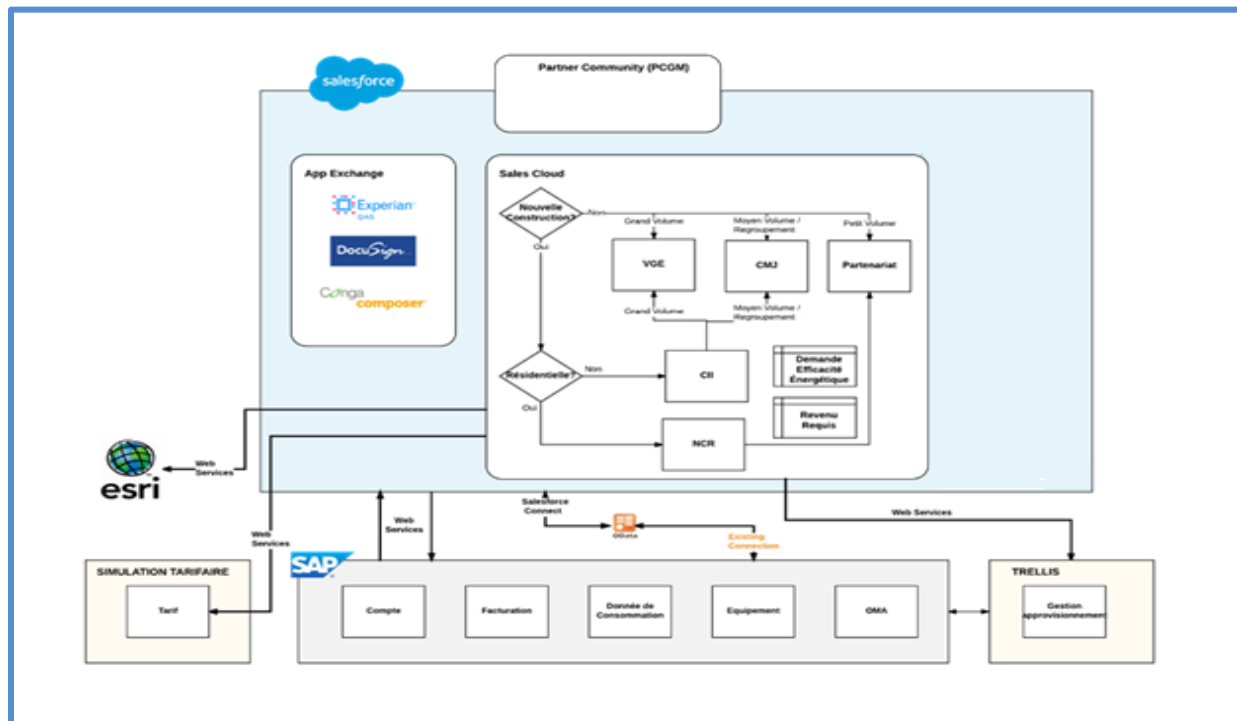 salesforce
Partner Community (PCGM)
App Exchange
Experian
QAS
DocuSign
Conga
composer
Sales Cloud
Nouvelle
Construction?
Non
Oui
Grand Volume
Moyen Volume /
Regroupement
Petit Volume
VGE
CMJ
Partenariat
Grand Volume
Moyen Volume /
Regroupement
Résidentielle?
Non
Oui
CII
NCR
Demande
Efficacité
Énergétique
Revenu
Requis
esri
Web
Services
Web
Services
Web
Services
Salesforce
Connect
OData
Existing
Connection
Web Services
SIMULATION TARIFAIRE
Tarif
SAP
Compte
Facturation
Donnée de
Consommation
Equipement
OMA
TRELLIS
Gestion
approvisionnement